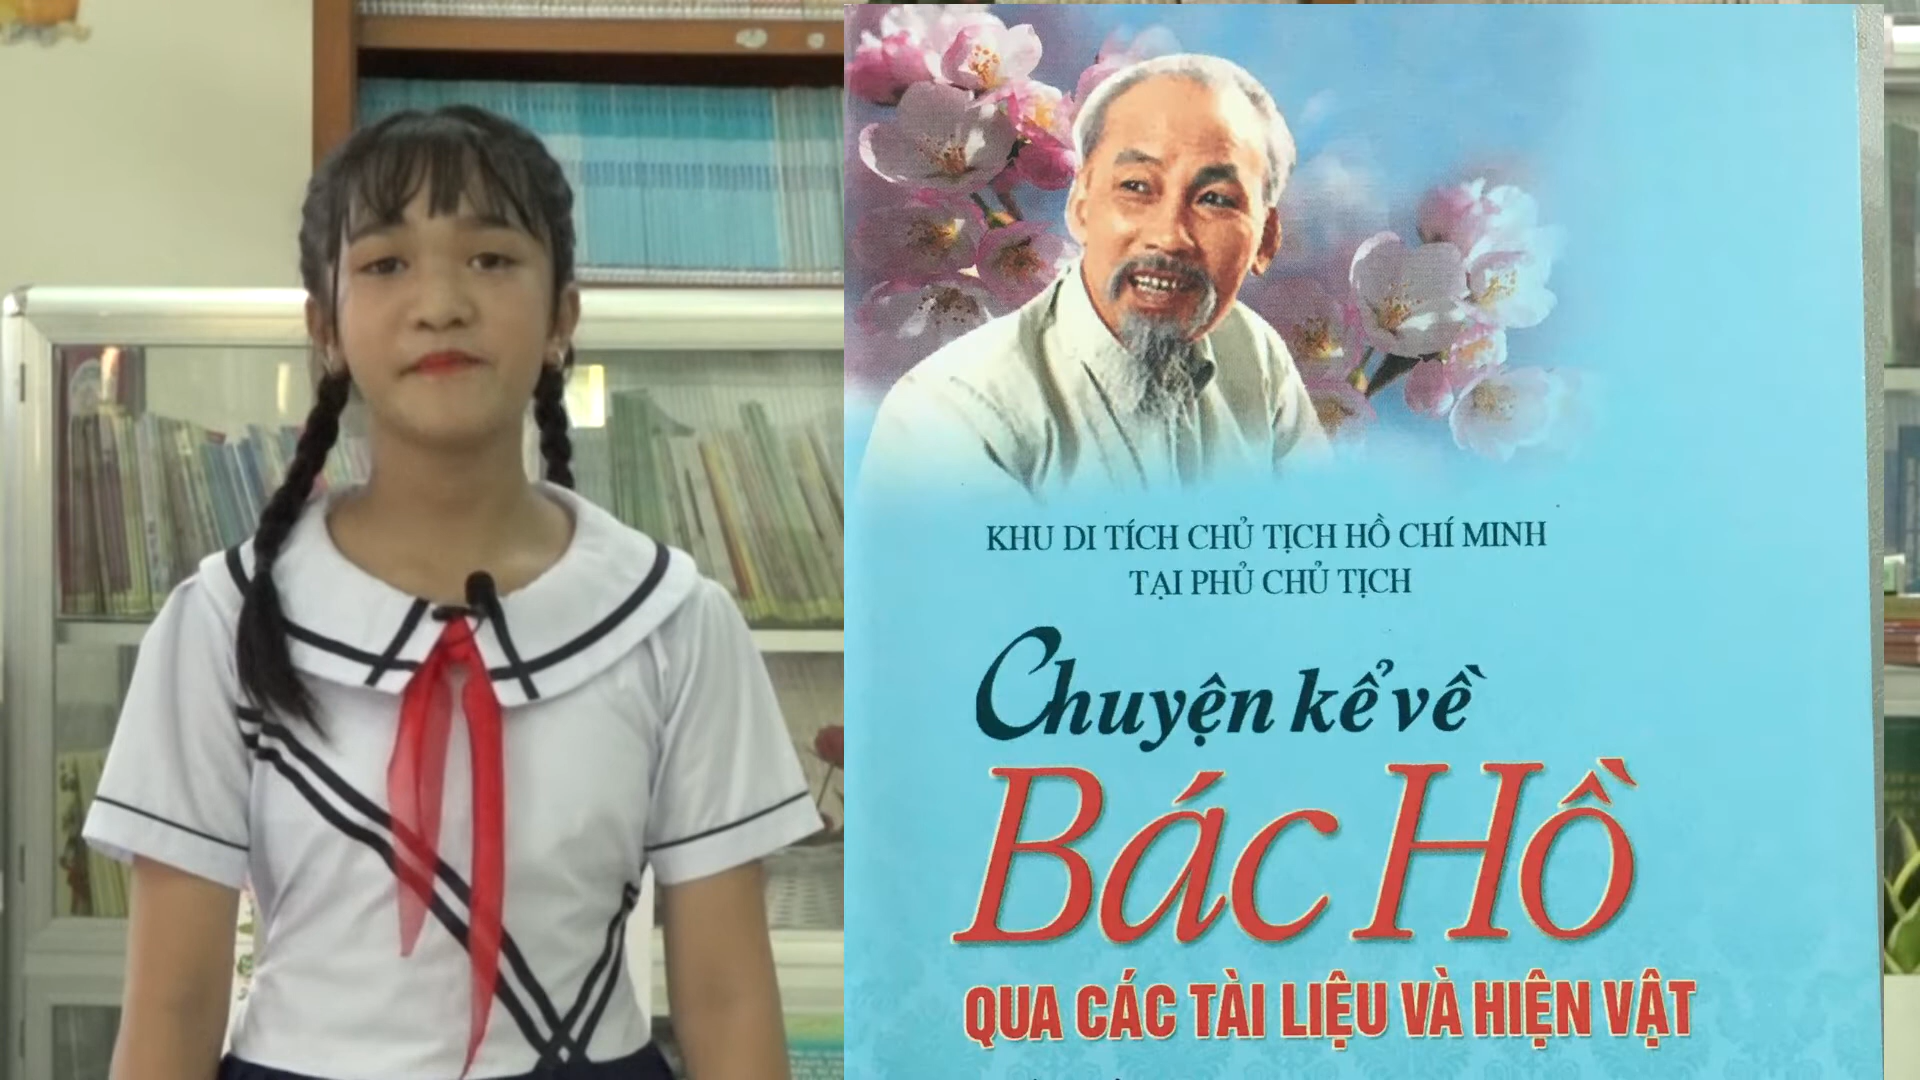 KHU DI TÍCH CHỦ TỊCH HỒ CHÍ MINH
TẠI PHỦ CHỦ TỊCH
Chuyện kể về
Bác Hồ
QUA CÁC TÀI LIỆU VÀ HIỆN VẬT